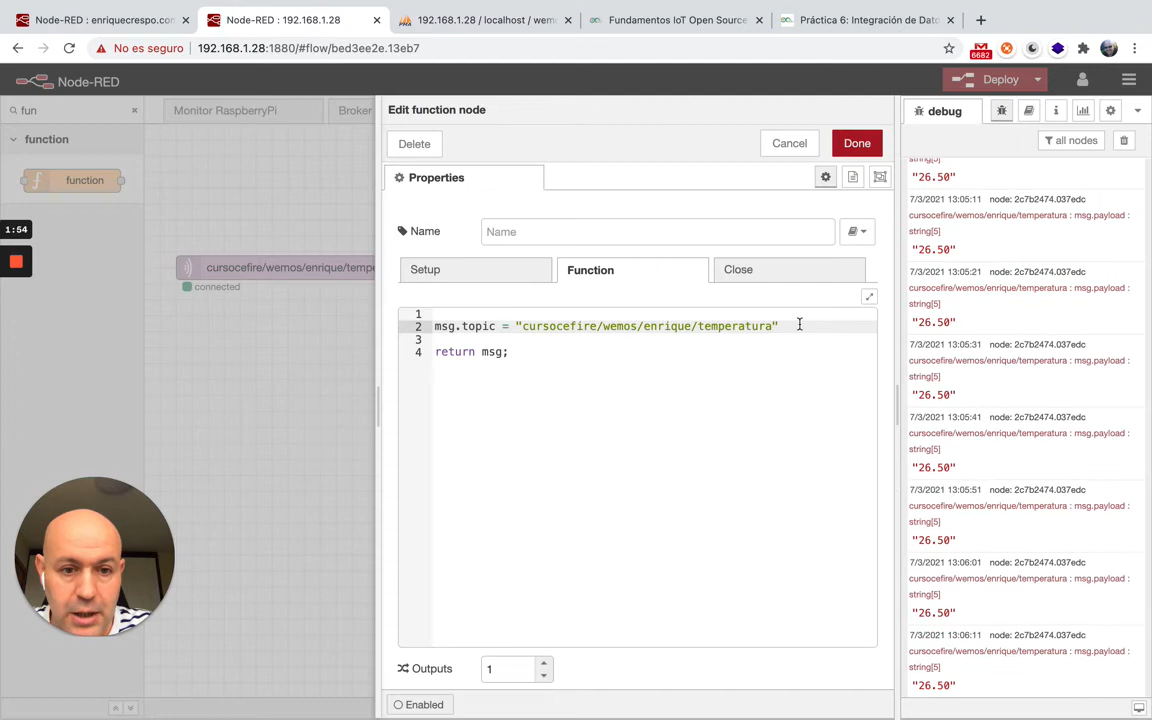 Node-RED : enriquecrespo.con
Node-RED : 192.168.1.28
192.168.1.28 / localhost / wem
Fundamentos IoT Open Source
Práctica 6: Integración de Dato
No es seguro
192.168.1.28:1880/#flow/bed3ee2e.13eb7
6682
Node-RED
Deploy
fun
Monitor RaspberryPi
Broker
Edit function node
debug
function
Delete
Cancel
Done
all nodes
function
Properties
1:54
Name
Name
Setup
Function
Close
cursocefire/wemos/enrique/tempe
connected
1
2 msg.topic = "cursocefire/wemos/enrique/temperatura"
3
4 return msg;
Outputs
1
Enabled
string[5]
"26.50"
7/3/2021 13:05:11 node: 2c7b2474.037edc
cursocefire/wemos/enrique/temperatura : msg.payload :
string[5]
"26.50"
7/3/2021 13:05:21 node: 2c7b2474.037edc
cursocefire/wemos/enrique/temperatura : msg.payload :
string[5]
"26.50"
7/3/2021 13:05:31 node: 2c7b2474.037edc
cursocefire/wemos/enrique/temperatura : msg.payload :
string[5]
"26.50"
7/3/2021 13:05:41 node: 2c7b2474.037edc
cursocefire/wemos/enrique/temperatura : msg.payload :
string[5]
"26.50"
7/3/2021 13:05:51 node: 2c7b2474.037edc
cursocefire/wemos/enrique/temperatura : msg.payload :
string[5]
"26.50"
7/3/2021 13:06:01 node: 2c7b2474.037edc
cursocefire/wemos/enrique/temperatura : msg.payload :
string[5]
"26.50"
7/3/2021 13:06:11 node: 2c7b2474.037edc
cursocefire/wemos/enrique/temperatura : msg.payload :
string[5]
"26.50"